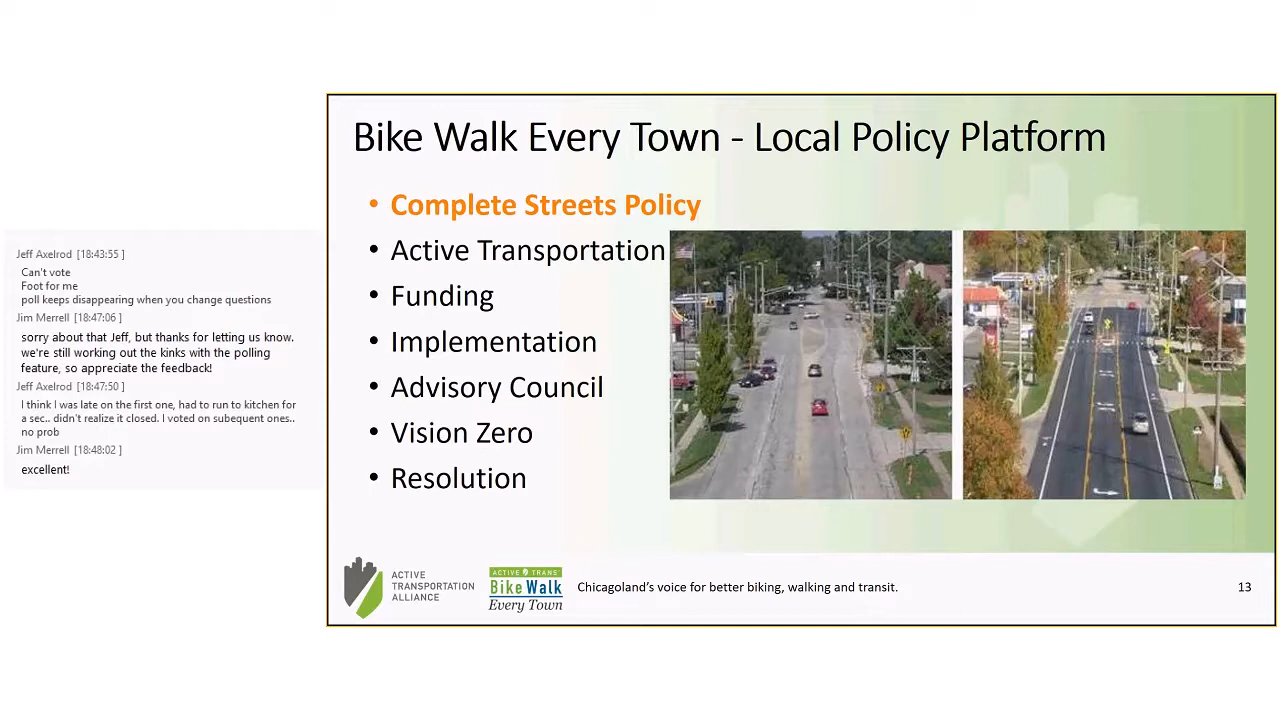 Jeff Axelrod [18:43:55 ]
Can't vote
Foot for me
poll keeps disappearing when you change questions
Jim Merrell [18:47:06 ]
sorry about that Jeff, but thanks for letting us know.
we're still working out the kinks with the polling
feature, so appreciate the feedback!
Jeff Axelrod [18:47:50 ]
I think I was late on the first one, had to run to kitchen for
a sec.. didn't realize it closed. I voted on subequent ones..
no prob
Jim Merrell [18:48:02 ]
excellent!
Bike Walk Every Town - Local Policy Platform
• Complete Streets Policy
• Active Transportation
• Funding
• Implementation
• Advisory Council
• Vision Zero
• Resolution
ACTIVE
TRANSPORTATION
ALLIANCE
ACTIVE TRANS
Bike Walk
Every Town
Chicagoland's voice for better biking, walking and transit.
13